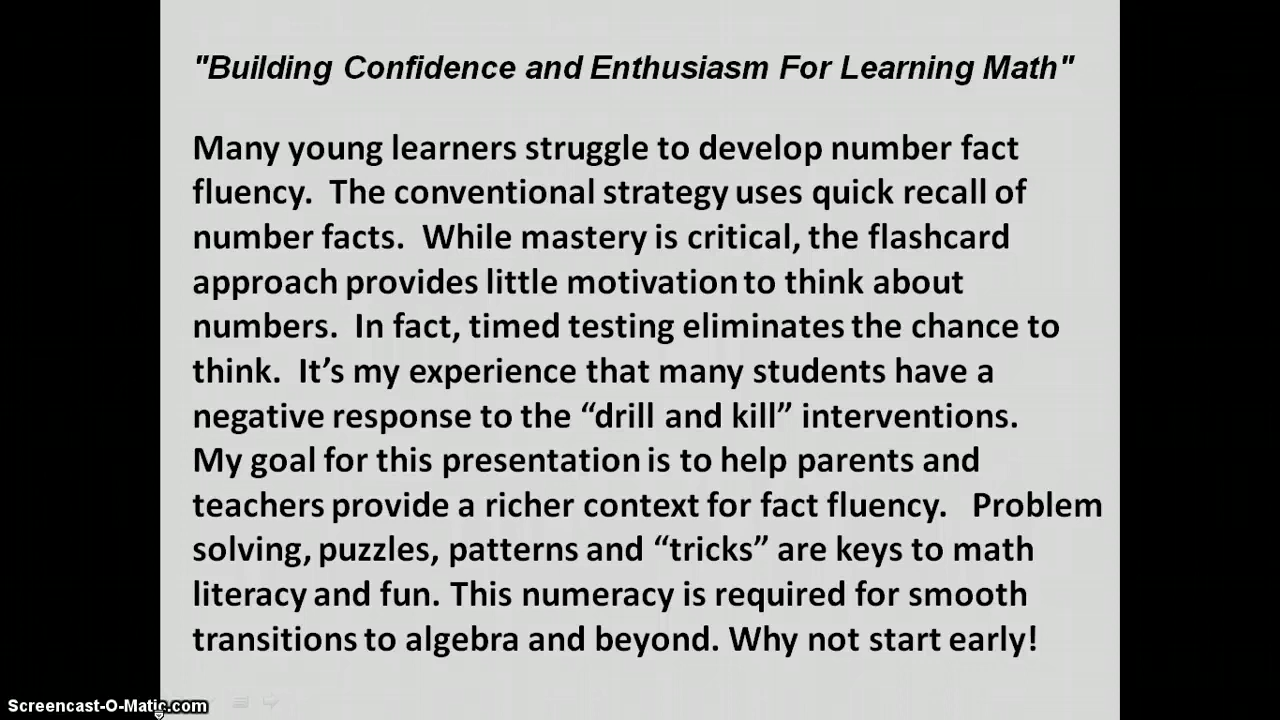 "Building Confidence and Enthusiasm For Learning Math"
Many young learners struggle to develop number fact
fluency.  The conventional strategy uses quick recall of
number facts.  While mastery is critical, the flashcard
approach provides little motivation to think about
numbers.  In fact, timed testing eliminates the chance to
think.  It’s my experience that many students have a
negative response to the “drill and kill” interventions.
My goal for this presentation is to help parents and
teachers provide a richer context for fact fluency.   Problem
solving, puzzles, patterns and “tricks” are keys to math
literacy and fun. This numeracy is required for smooth
transitions to algebra and beyond. Why not start early!
Screencast-O-Matic.com